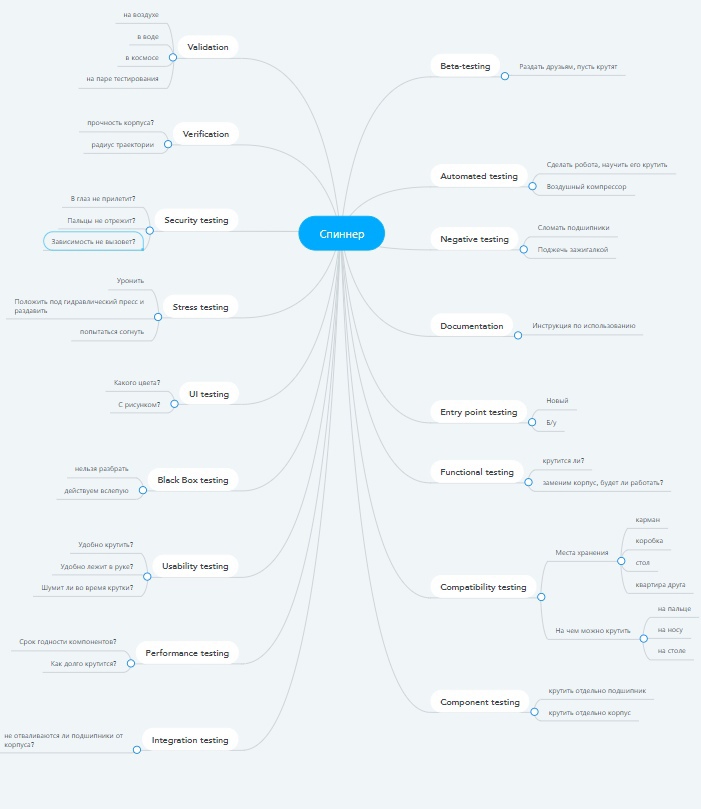 Спиннер
Validation
на воздухе
в воде
в космосе
на паре тестирования
Verification
прочность корпуса?
радиус траектории
Security testing
В глаз не прилетит?
Пальцы не отрежит?
Зависимость не вызовет?
Stress testing
Уронить
Положить под гидравлический пресс и
раздавить
попытаться согнуть
UI testing
Какого цвета?
С рисунком?
Black Box testing
нельзя разбрать
действуем вслепую
Usability testing
Удобно крутить?
Удобно лежит в руке?
Шумит ли во время крутки?
Performance testing
Срок годности компонентов?
Как долго крутится?
Integration testing
не отваливаются ли подшипники от
корпуса?
Beta-testing
Раздать друзьям, пусть крутят
Automated testing
Сделать робота, научить его крутить
Воздушный компрессор
Negative testing
Сломать подшипники
Поджечь зажигалкой
Documentation
Инструкция по использованию
Entry point testing
Новый
Б/у
Functional testing
крутится ли?
заменим корпус, будет ли работать?
Compatibility testing
Места хранения
карман
коробка
стол
квартира друга
На чем можно крутить
на пальце
на носу
на столе
Component testing
крутить отдельно подшипник
крутить отдельно корпус